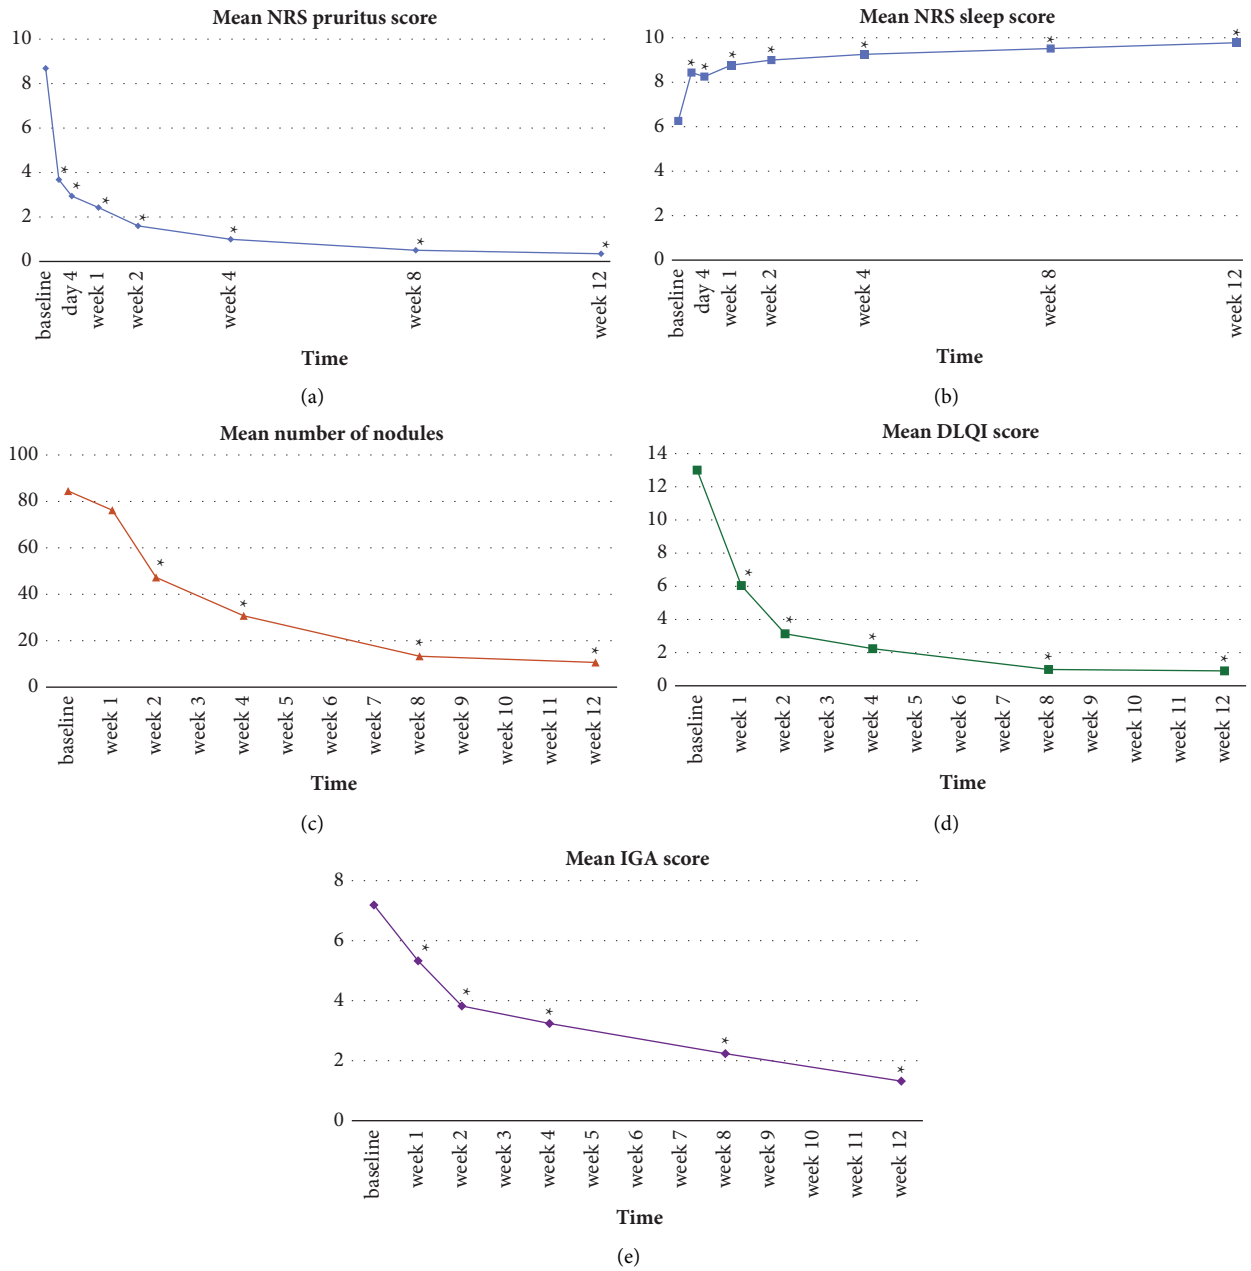 Mean NRS pruritus score
10
8
6
4
2
0
* * * * * * *
baseline
day 4
week 1
week 2
week 4
week 8
week 12
Time
(a)
Mean NRS sleep score
10
8
6
4
2
0
* * * * * * *
baseline
day 4
week 1
week 2
week 4
week 8
week 12
Time
(b)
Mean number of nodules
100
80
60
40
20
0
* * * *
baseline
week 1
week 2
week 3
week 4
week 5
week 6
week 7
week 8
week 9
week 10
week 11
week 12
Time
(c)
Mean DLQI score
14
12
10
8
6
4
2
0
* * * * *
baseline
week 1
week 2
week 3
week 4
week 5
week 6
week 7
week 8
week 9
week 10
week 11
week 12
Time
(d)
Mean IGA score
8
6
4
2
0
* * * * *
baseline
week 1
week 2
week 3
week 4
week 5
week 6
week 7
week 8
week 9
week 10
week 11
week 12
Time
(e)